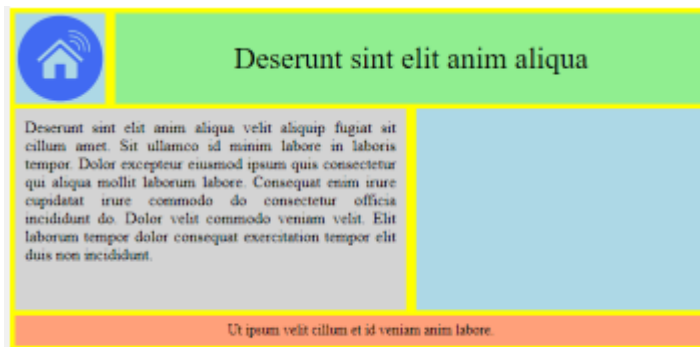 Deserunt sint elit anim aliqua
Deserunt sint elit anim aliqua velit aliquip fugiat sit
cillum amet. Sit ullamco id minim labore in laboris
tempor. Dolor excepteur eiusmod ipsum quis consectetur
qui aliqua mollit laborum labore. Consequat enim irure
cupidatat irure commodo do consectetur officia
incididunt do. Dolor velit commodo veniam velit. Elit
laborum tempor dolor consequat exercitation tempor elit
duis non incididunt.
Ut ipsum velit cillum et id veniam anim labore.